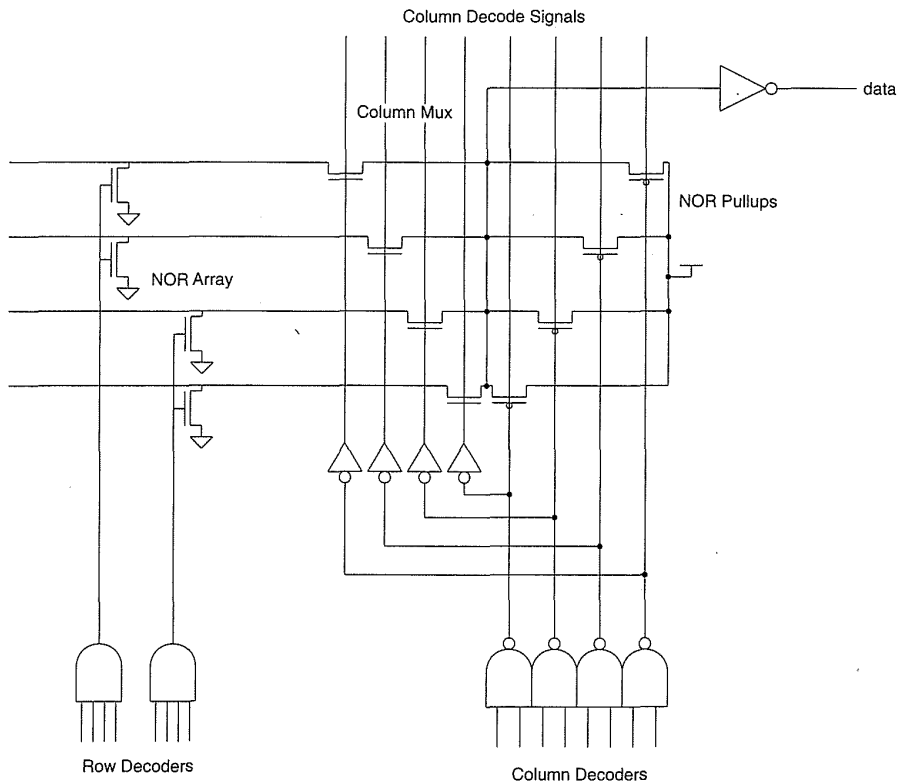 Column Decode Signals
data
Column Mux
NOR Pullups
NOR Array
Row Decoders
Column Decoders